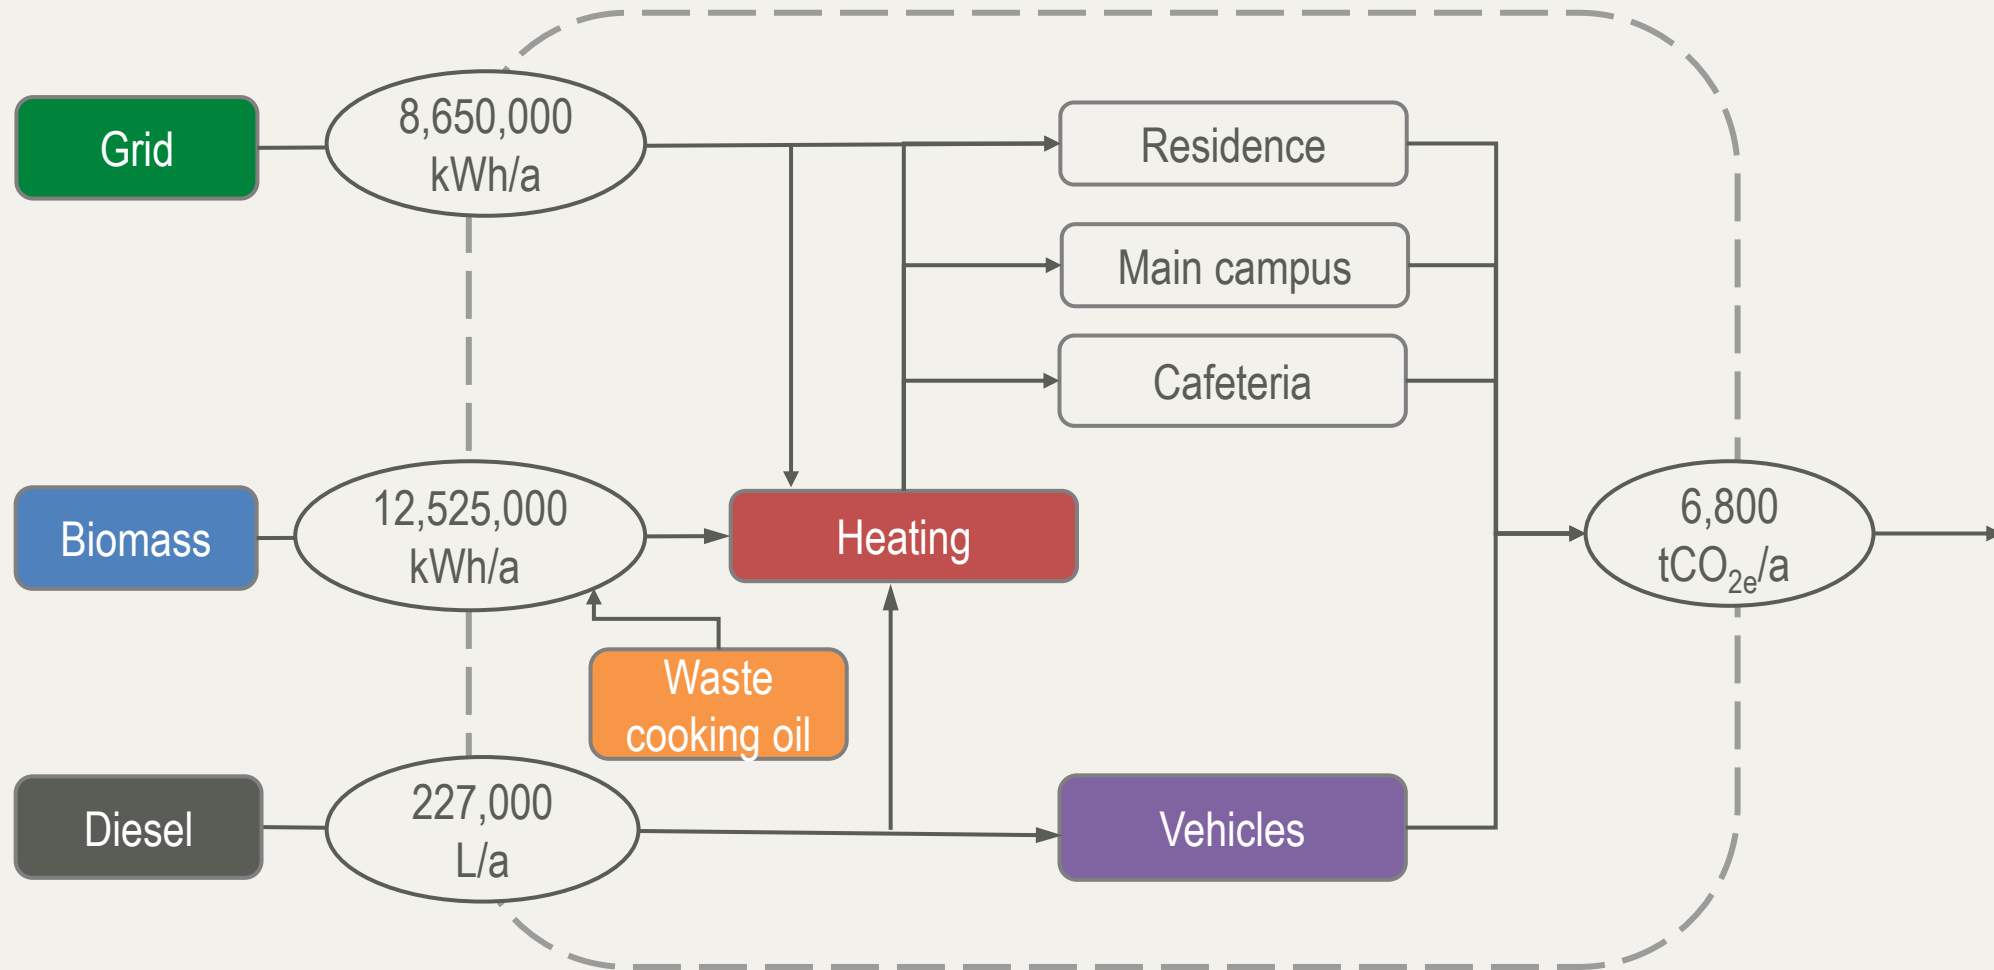 Grid
8,650,000
kWh/a
Residence
Main campus
Cafeteria
Biomass
12,525,000
kWh/a
Heating
6,800
tCO2e/a
Waste
cooking oil
Diesel
227,000
L/a
Vehicles